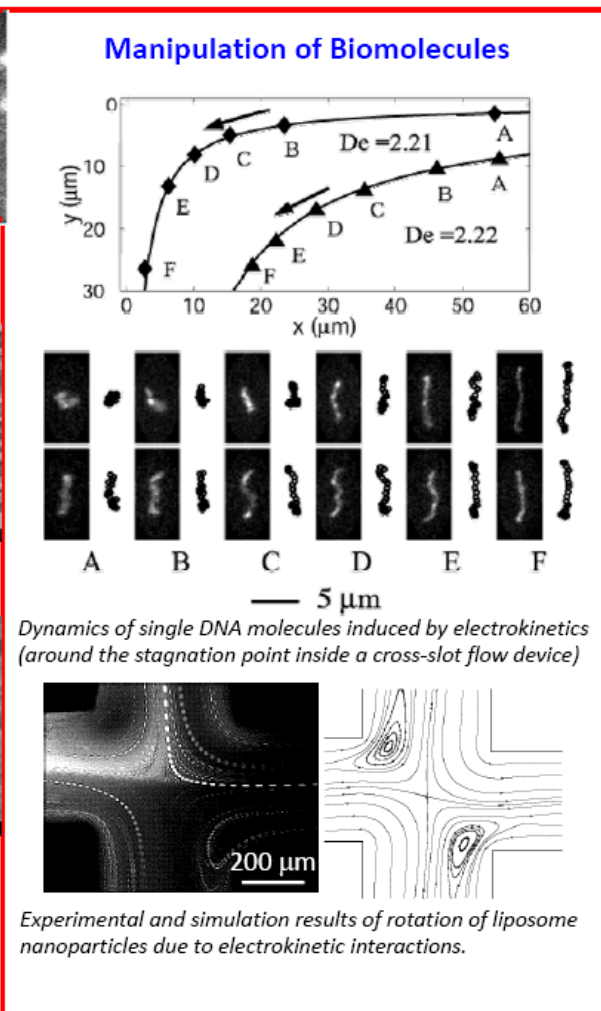 Manipulation of Biomolecules
0
10
20
30
y (μm)
De =2.21
De =2.22
A
B
C
D
E
F
A
B
C
D
E
F
0 10 20 30 40 50 60
x (μm)
A B C D E F
5 μm
Dynamics of single DNA molecules induced by electrokinetics
(around the stagnation point inside a cross-slot flow device)
200 μm
Experimental and simulation results of rotation of liposome
nanoparticles due to electrokinetic interactions.